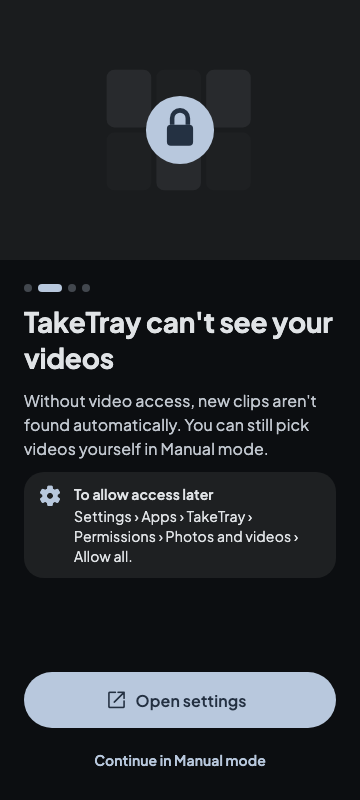 TakeTray can't see your
videos
Without video access, new clips aren't
found automatically. You can still pick
videos yourself in Manual mode.
To allow access later
Settings › Apps › TakeTray ›
Permissions › Photos and videos ›
Allow all.
Open settings
Continue in Manual mode